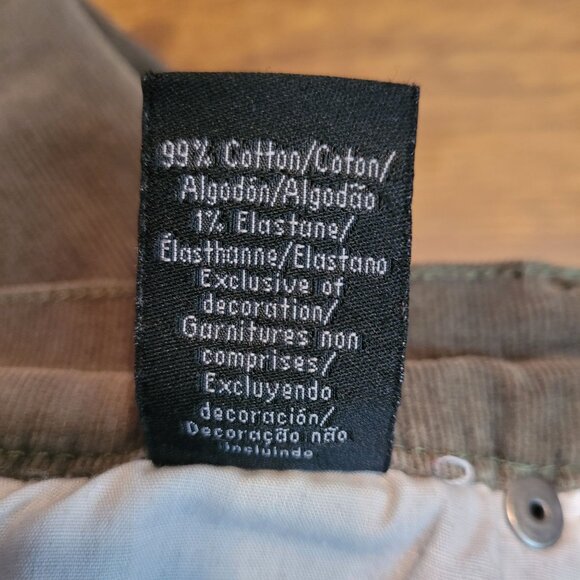 99% Cotton/Coton/
Algodón/Algodão
1% Elastane/
Élasthanne/Elastano
Exclusive of
decoration/
Garnitures non
comprises/
Excluyendo
decoración/
Decoração não
incluindo